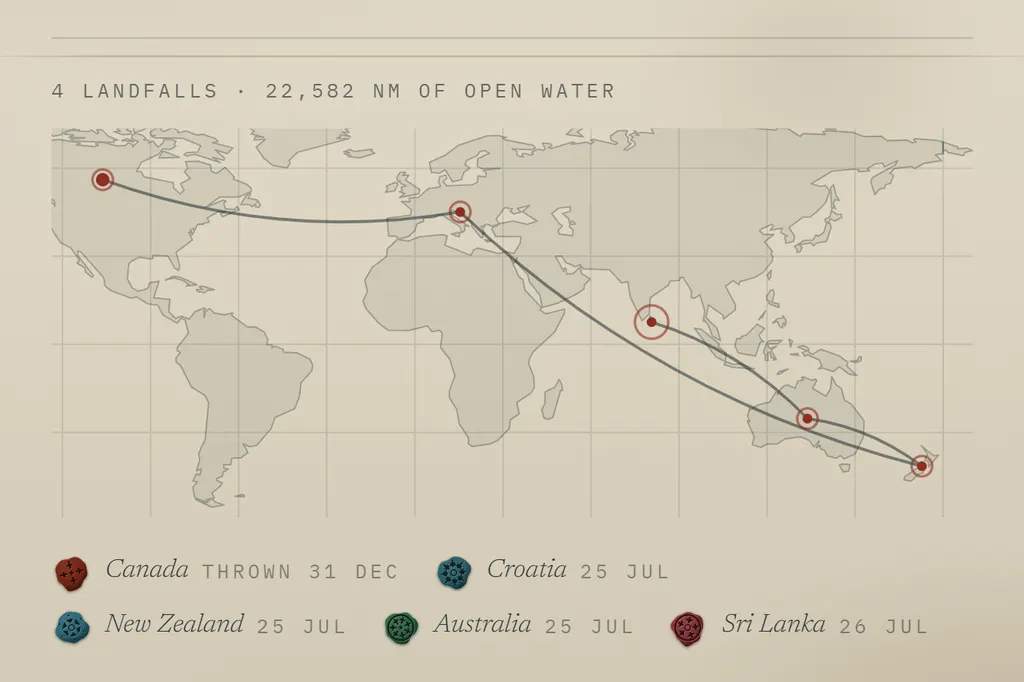 4 LANDFALLS · 22,582 NM OF OPEN WATER
Canada THROWN 31 DEC
Croatia 25 JUL
New Zealand 25 JUL
Australia 25 JUL
Sri Lanka 26 JUL